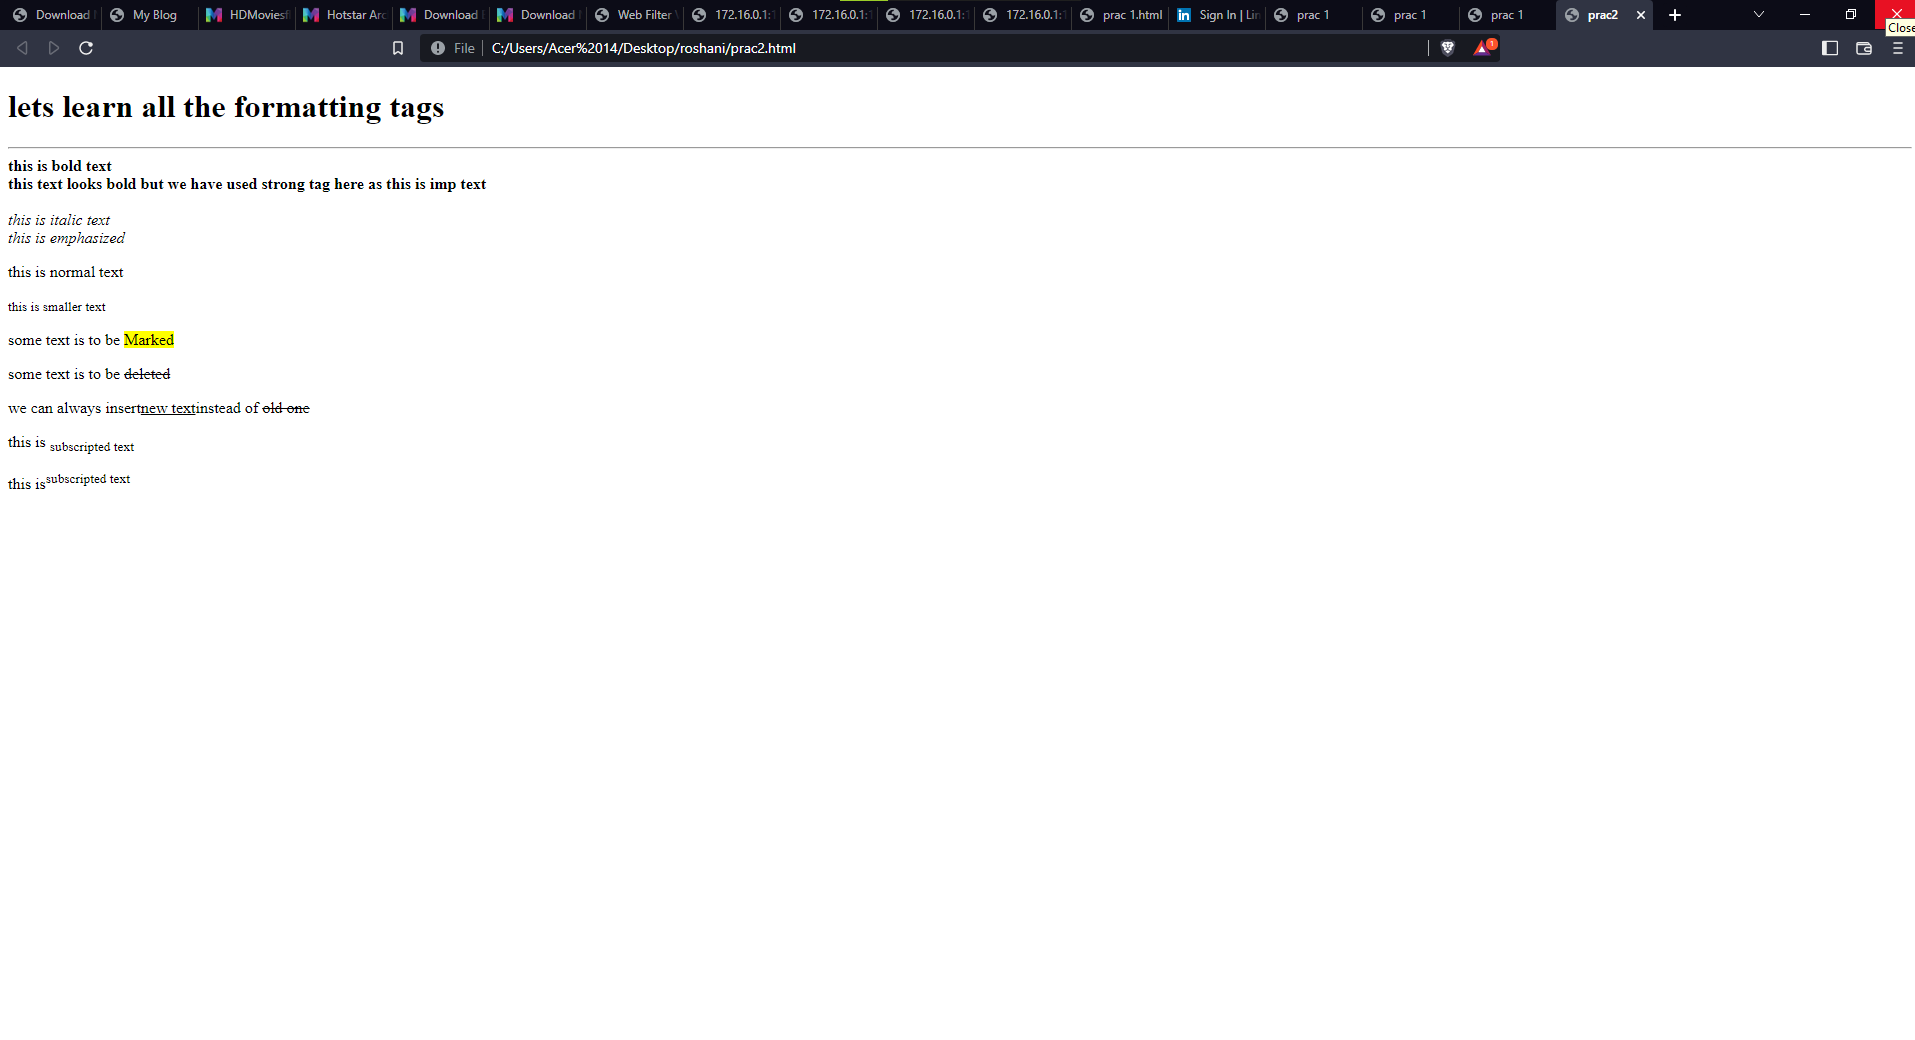 Download
My Blog
HDMoviesf
Hotstar Arc
Download
Download
Web Filter
172.16.0.1:
172.16.0.1:
172.16.0.1:
172.16.0.1:
prac 1.html
in
Sign In | Lin
prac 1
prac 1
prac 1
prac2
Close
File
C:/Users/Acer%2014/Desktop/roshani/prac2.html
1
lets learn all the formatting tags
this is bold text
this text looks bold but we have used strong tag here as this is imp text
this is italic text
this is emphasized
this is normal text
this is smaller text
some text is to be Marked
some text is to be deleted
we can always insertnew textinstead of old one
this is subscripted text
this issubscripted text